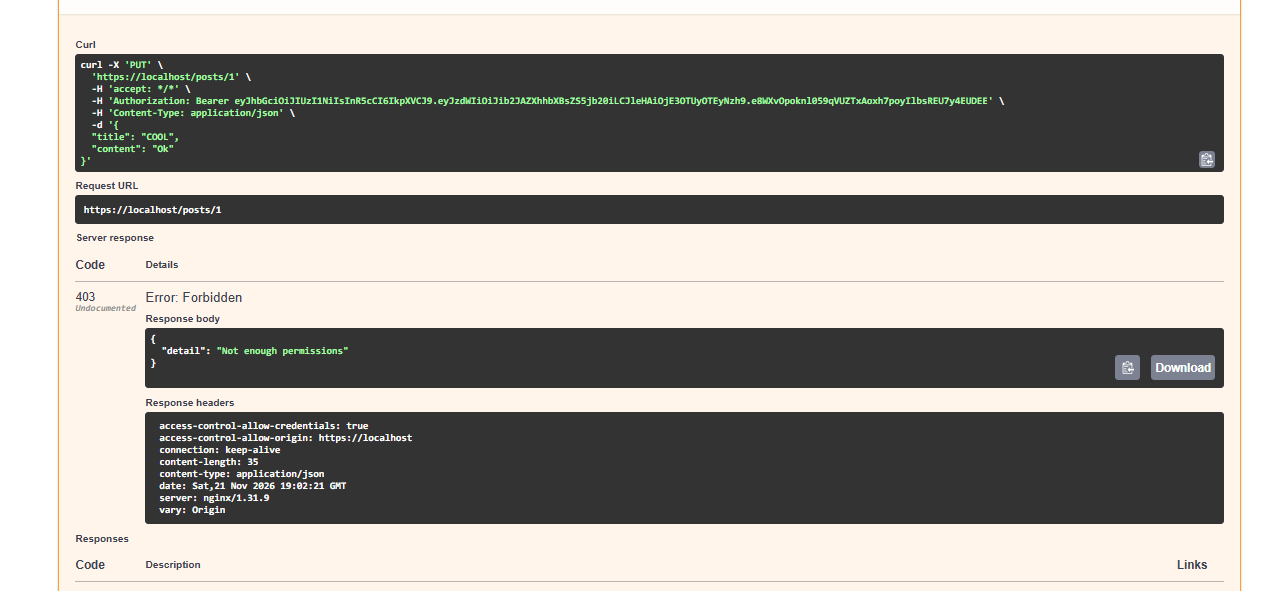 Curl
curl -X 'PUT' \
'https://localhost/posts/1' \
-H 'accept: */*' \
-H 'Authorization: Bearer eyJhbGciOiJIUzI1NiIsInR5cCI6IkpXVCJ9.eyJzdWIiOiJib2JAZXhhbXBsZS5jb20iLCJleHAiOjE3OTUyOTEyNzh9.e8WXvOpoknl059qVUZTxAoxh7poyIlbsREU7y4EUDEE' \
-H 'Content-Type: application/json' \
-d '{
"title": "COOL",
"content": "Ok"
}'
Request URL
https://localhost/posts/1
Server response
Code Details
403 Error: Forbidden
Undocumented
Response body
{
"detail": "Not enough permissions"
}
Download
Response headers
access-control-allow-credentials: true
access-control-allow-origin: https://localhost
connection: keep-alive
content-length: 35
content-type: application/json
date: Sat,21 Nov 2026 19:02:21 GMT
server: nginx/1.31.9
vary: Origin
Responses
Code Description Links